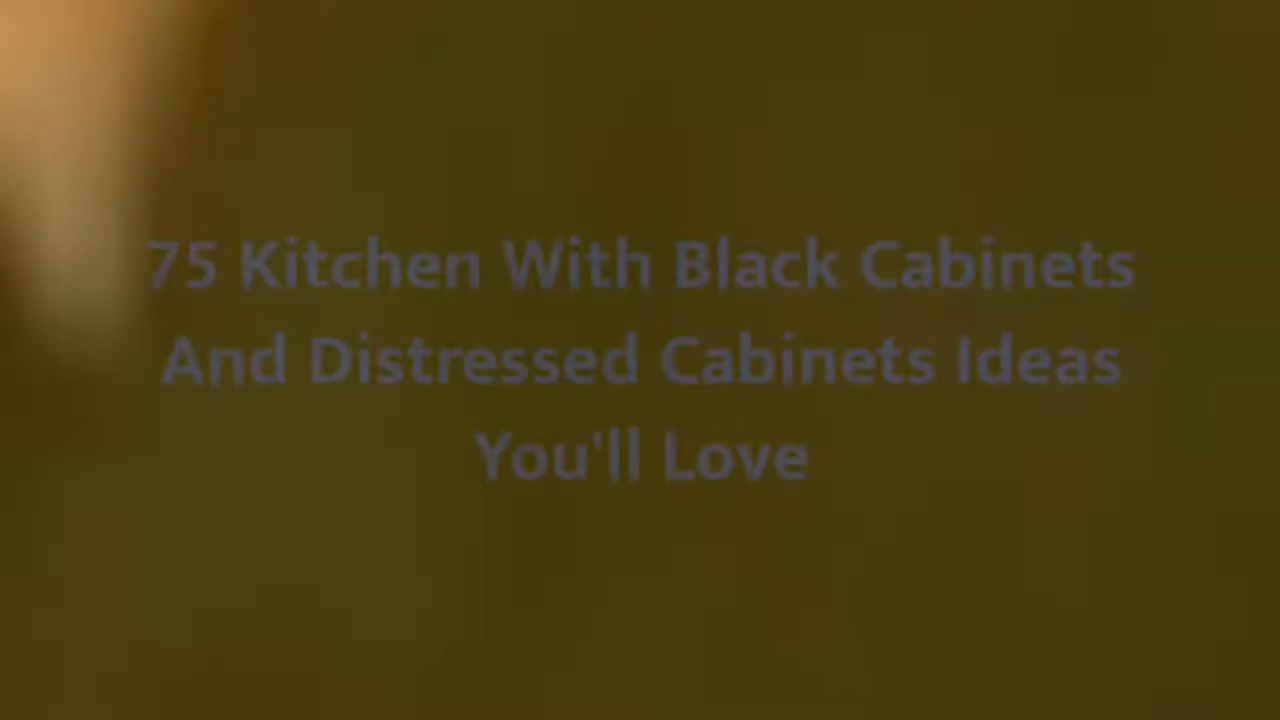 75 Kitchen With Black Cabinets
And Distressed Cabinets Ideas
You'll Love